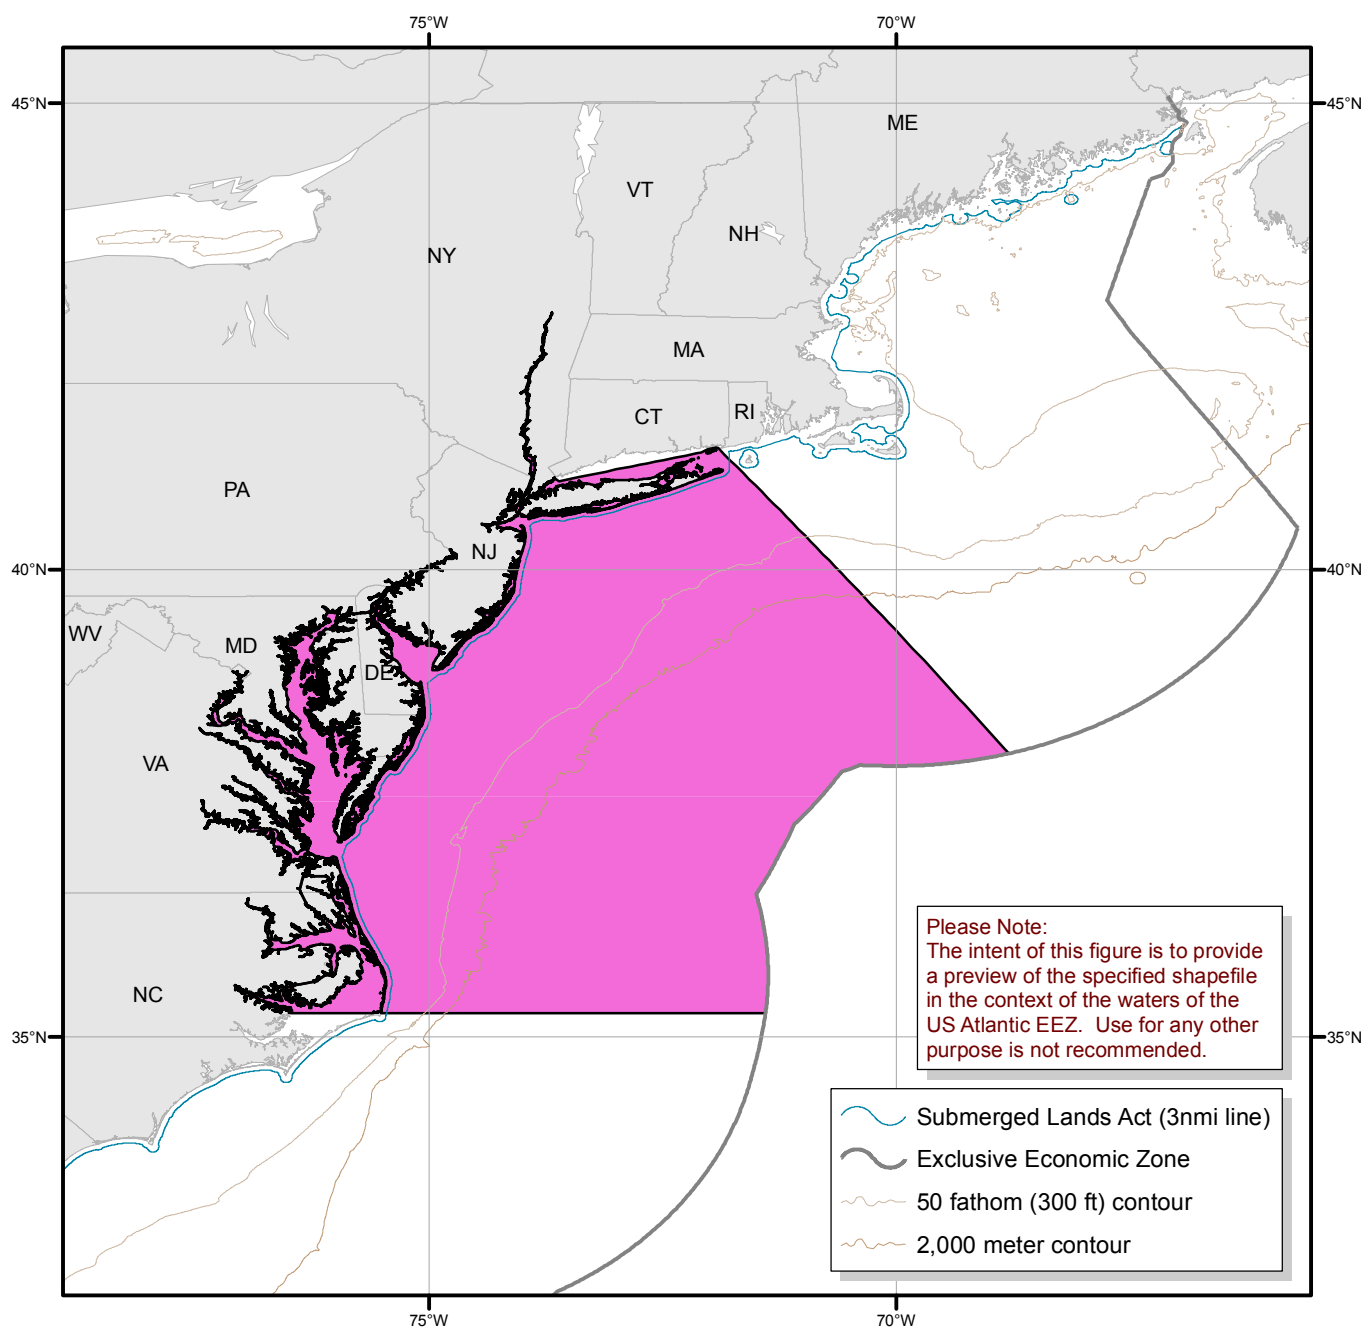 75°W
70°W
45°N
45°N
ME
VT
NH
NY
MA
CT
RI
PA
NJ
40°N
40°N
WV
MD
DE
VA
NC
35°N
35°N
Please Note:
The intent of this figure is to provide
a preview of the specified shapefile
in the context of the waters of the
US Atlantic EEZ.  Use for any other
purpose is not recommended.
Submerged Lands Act (3nmi line)
Exclusive Economic Zone
50 fathom (300 ft) contour
2,000 meter contour
75°W
70°W